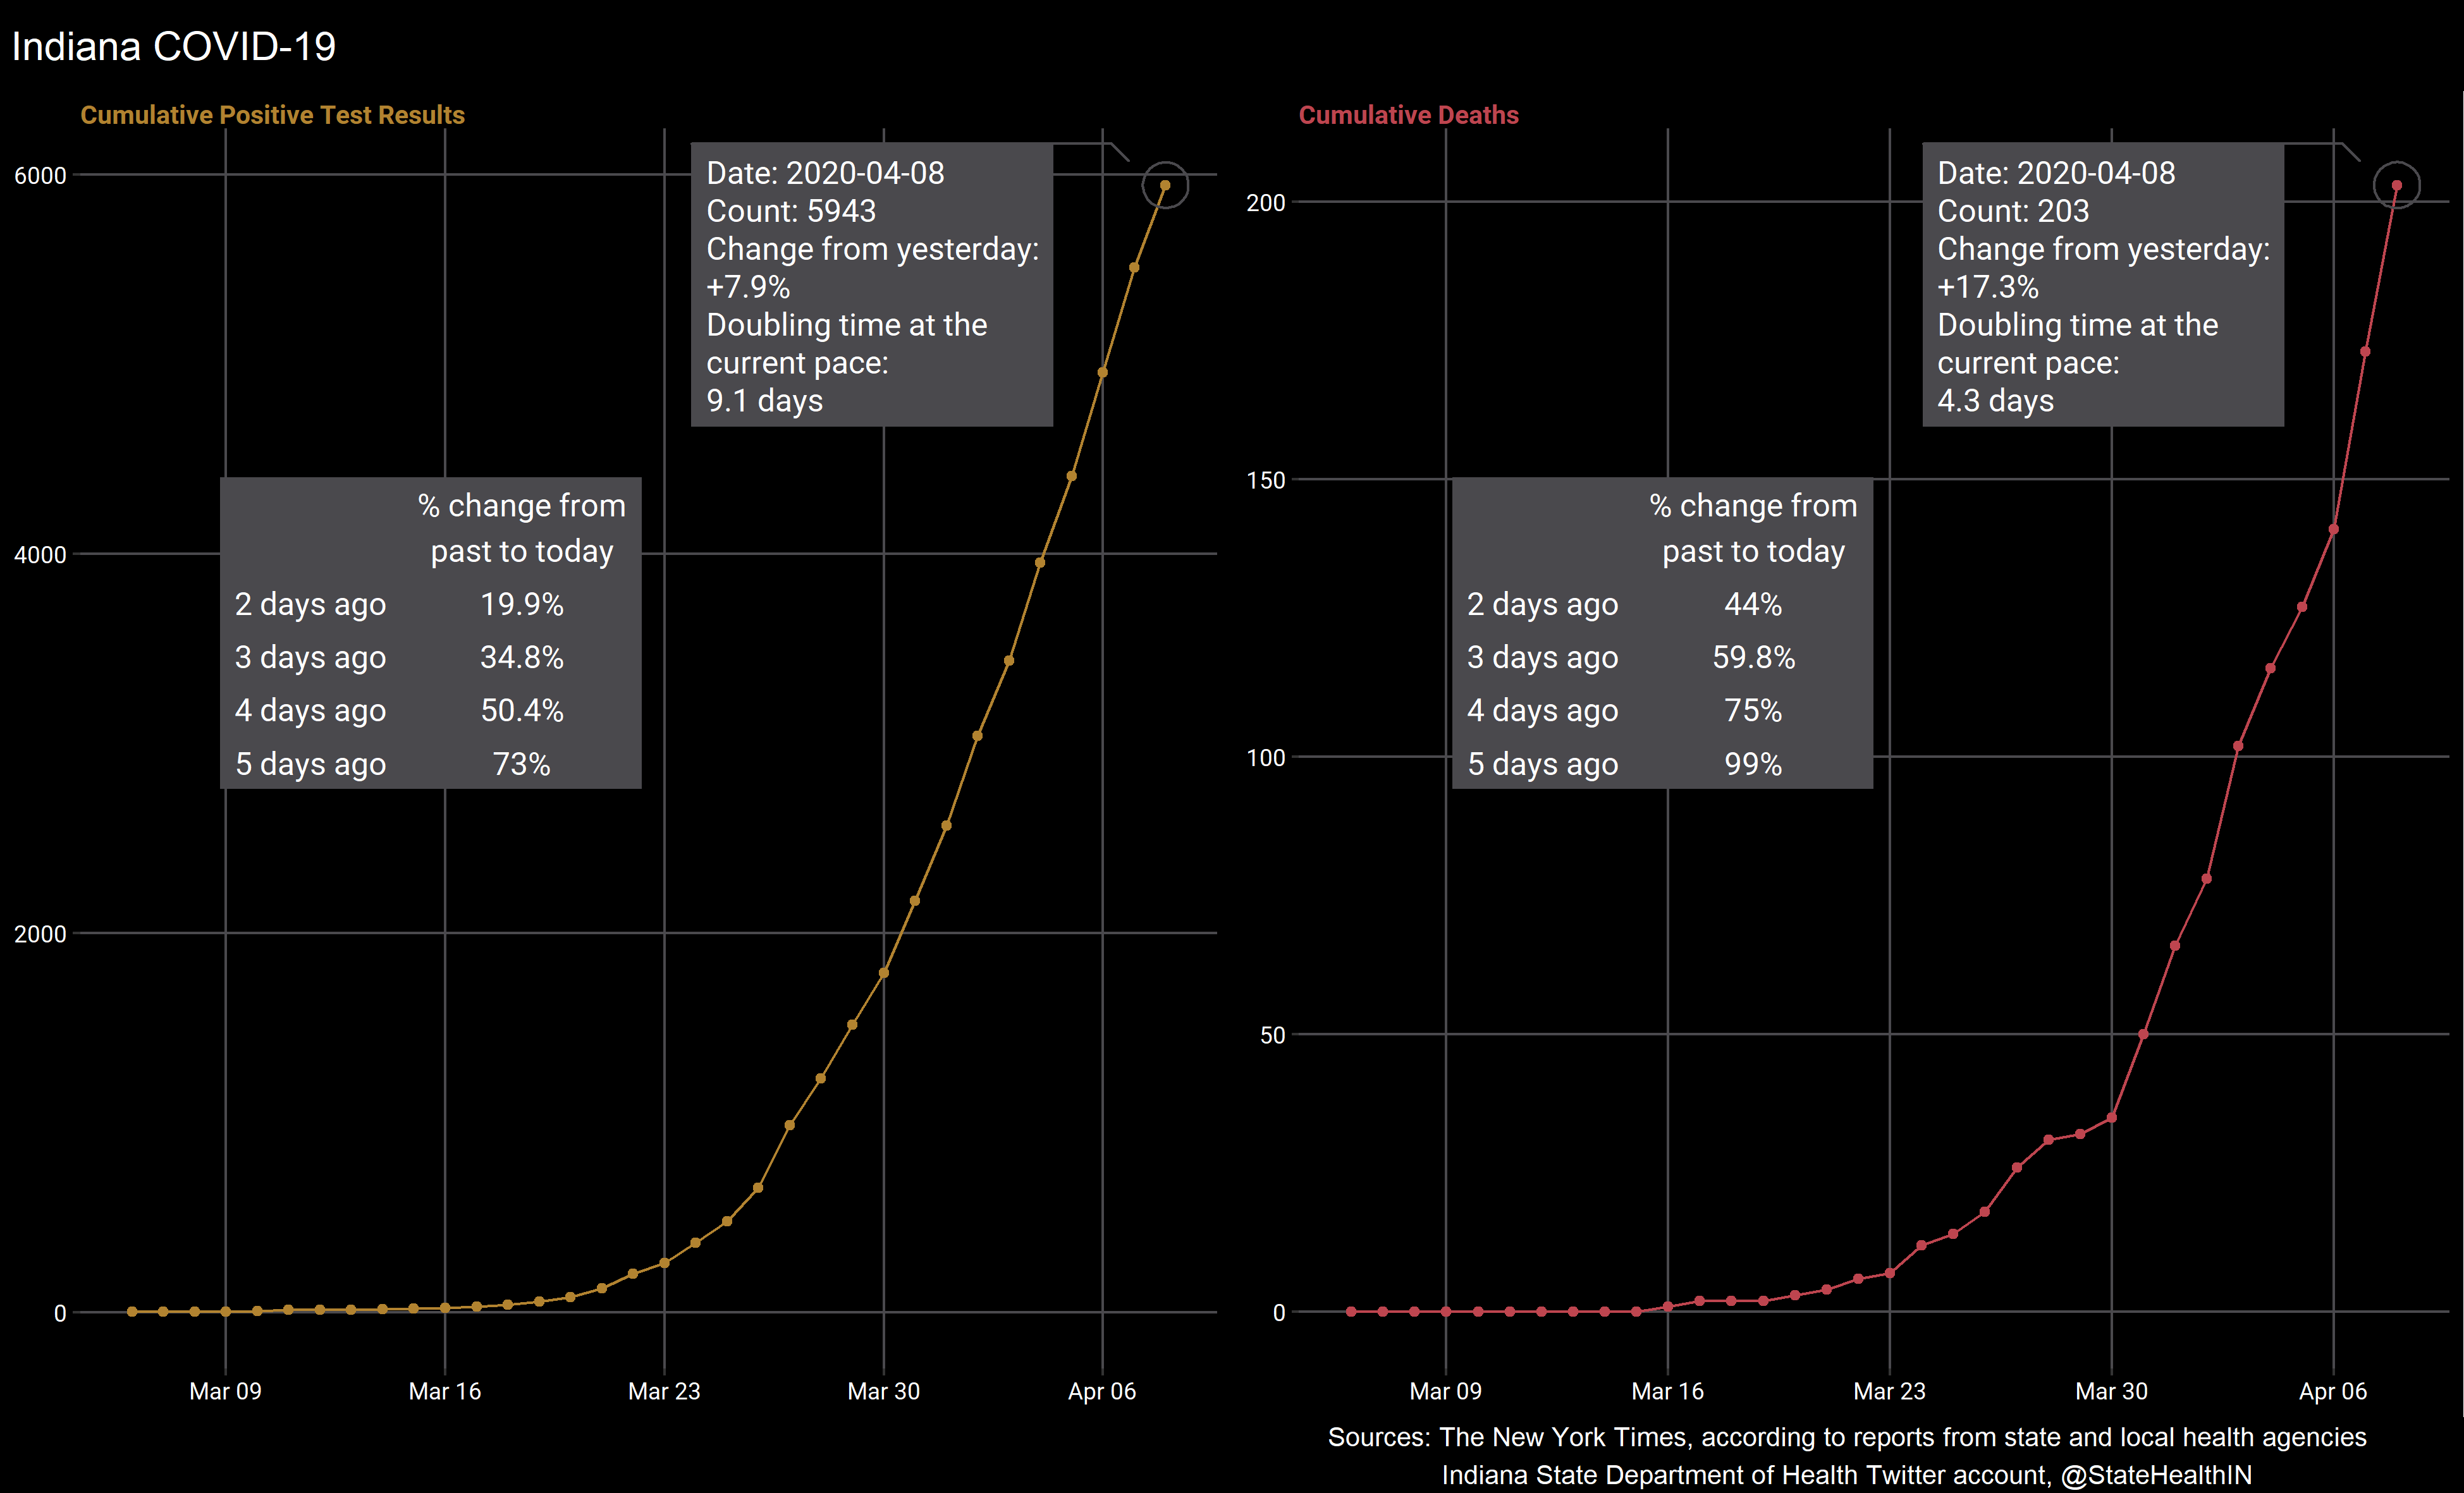 Indiana COVID-19
Cumulative Positive Test Results
6000
4000
2000
0
Date: 2020-04-08
Count: 5943
Change from yesterday:
+7.9%
Doubling time at the
current pace:
9.1 days
% change from
past to today
2 days ago 19.9%
3 days ago 34.8%
4 days ago 50.4%
5 days ago 73%
Mar 09 Mar 16 Mar 23 Mar 30 Apr 06
Cumulative Deaths
200
150
100
50
0
Date: 2020-04-08
Count: 203
Change from yesterday:
+17.3%
Doubling time at the
current pace:
4.3 days
% change from
past to today
2 days ago 44%
3 days ago 59.8%
4 days ago 75%
5 days ago 99%
Mar 09 Mar 16 Mar 23 Mar 30 Apr 06
Sources: The New York Times, according to reports from state and local health agencies
Indiana State Department of Health Twitter account, @StateHealthIN